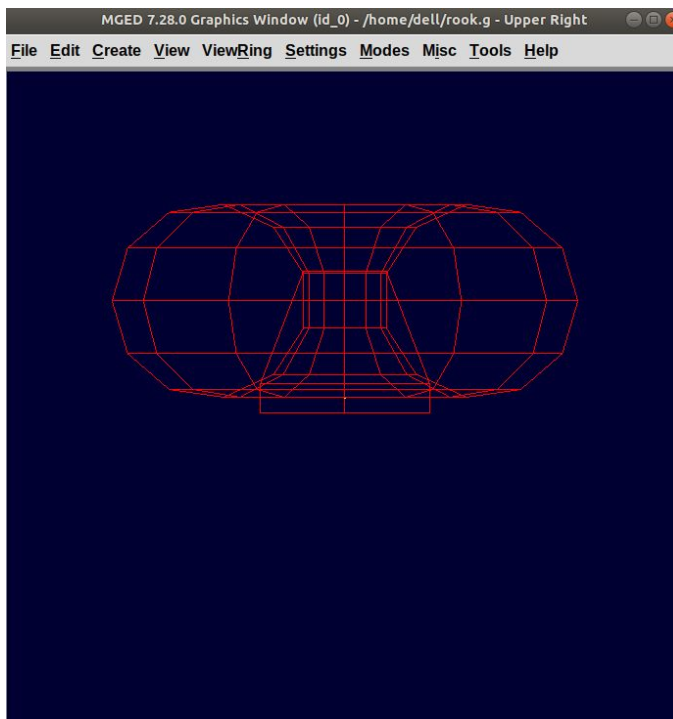 MGED 7.28.0 Graphics Window (id_0) - /home/dell/rook.g - Upper Right
File Edit Create View ViewRing Settings Modes Misc Tools Help